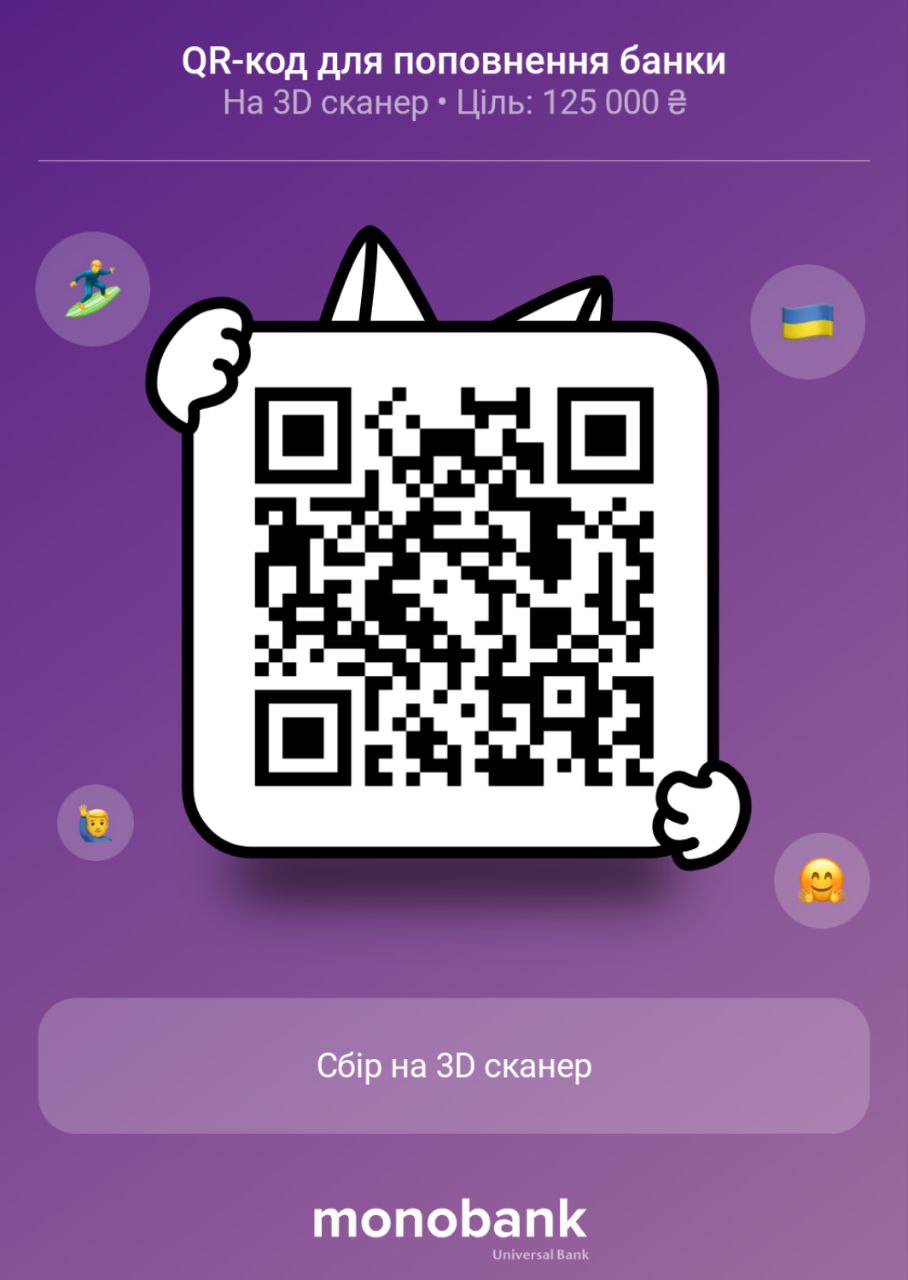 QR-код для поповнення банки
На 3D сканер • Ціль: 125 000 ₴
Сбір на 3D сканер
monobank
Universal Bank